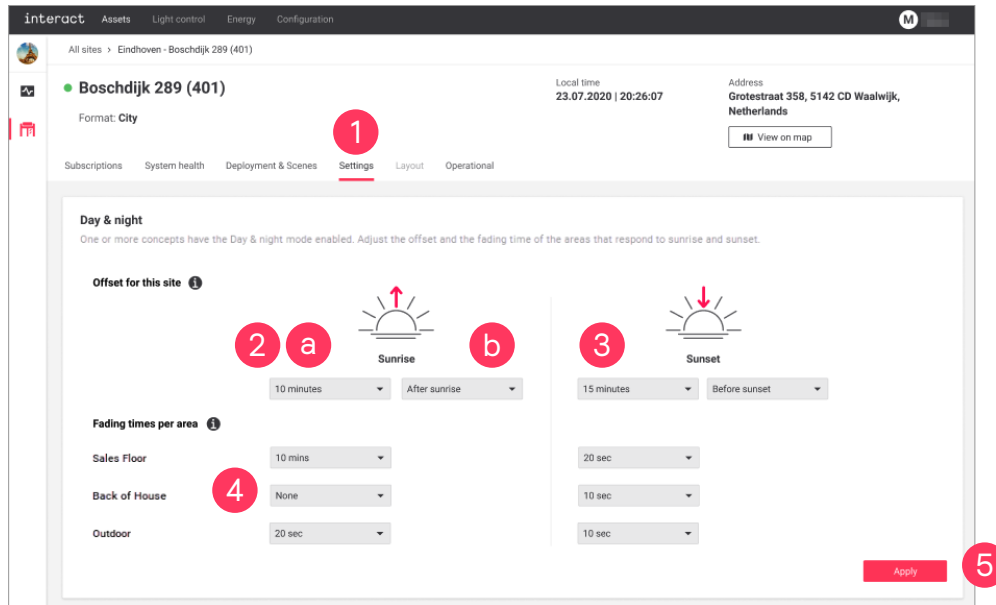 interact Assets Light control Energy Configuration M
All sites > Eindhoven - Boschdijk 289 (401)
Boschdijk 289 (401)
Format: City
Local time
23.07.2020 | 20:26:07
Address
Grotestraat 358, 5142 CD Waalwijk,
Netherlands
View on map
1
Subscriptions System health Deployment & Scenes Settings Layout Operational
Day & night
One or more concepts have the Day & night mode enabled. Adjust the offset and the fading time of the areas that respond to sunrise and sunset.
Offset for this site i
2 a b 3
Sunrise Sunset
10 minutes After sunrise 15 minutes Before sunset
Fading times per area i
Sales Floor 10 mins 20 sec
Back of House 4 None 10 sec
Outdoor 20 sec 10 sec
Apply 5